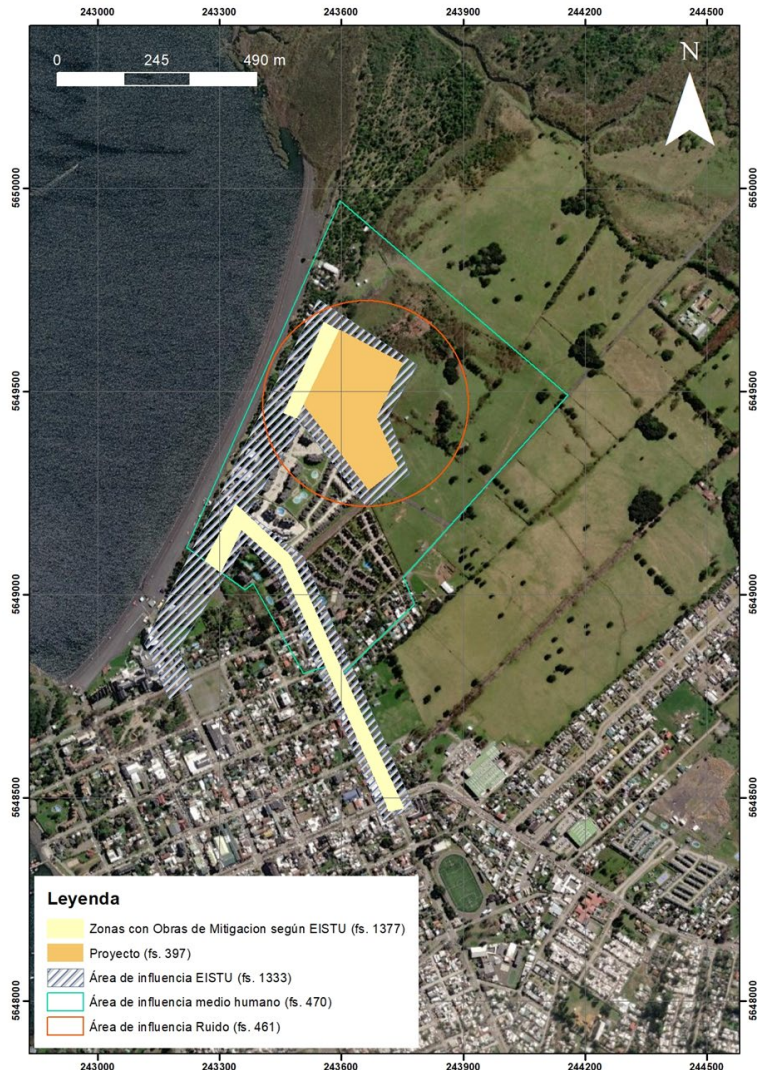 243000 243300 243600 243900 244200 244500
0 245 490 m
N
5650000 5650000
5649500 5649500
5649000 5649000
5648500 5648500
5648000 5648000
Leyenda
Zonas con Obras de Mitigacion según EISTU (fs. 1377)
Proyecto (fs. 397)
Área de influencia EISTU (fs. 1333)
Área de influencia medio humano (fs. 470)
Área de influencia Ruido (fs. 461)
243000 243300 243600 243900 244200 244500